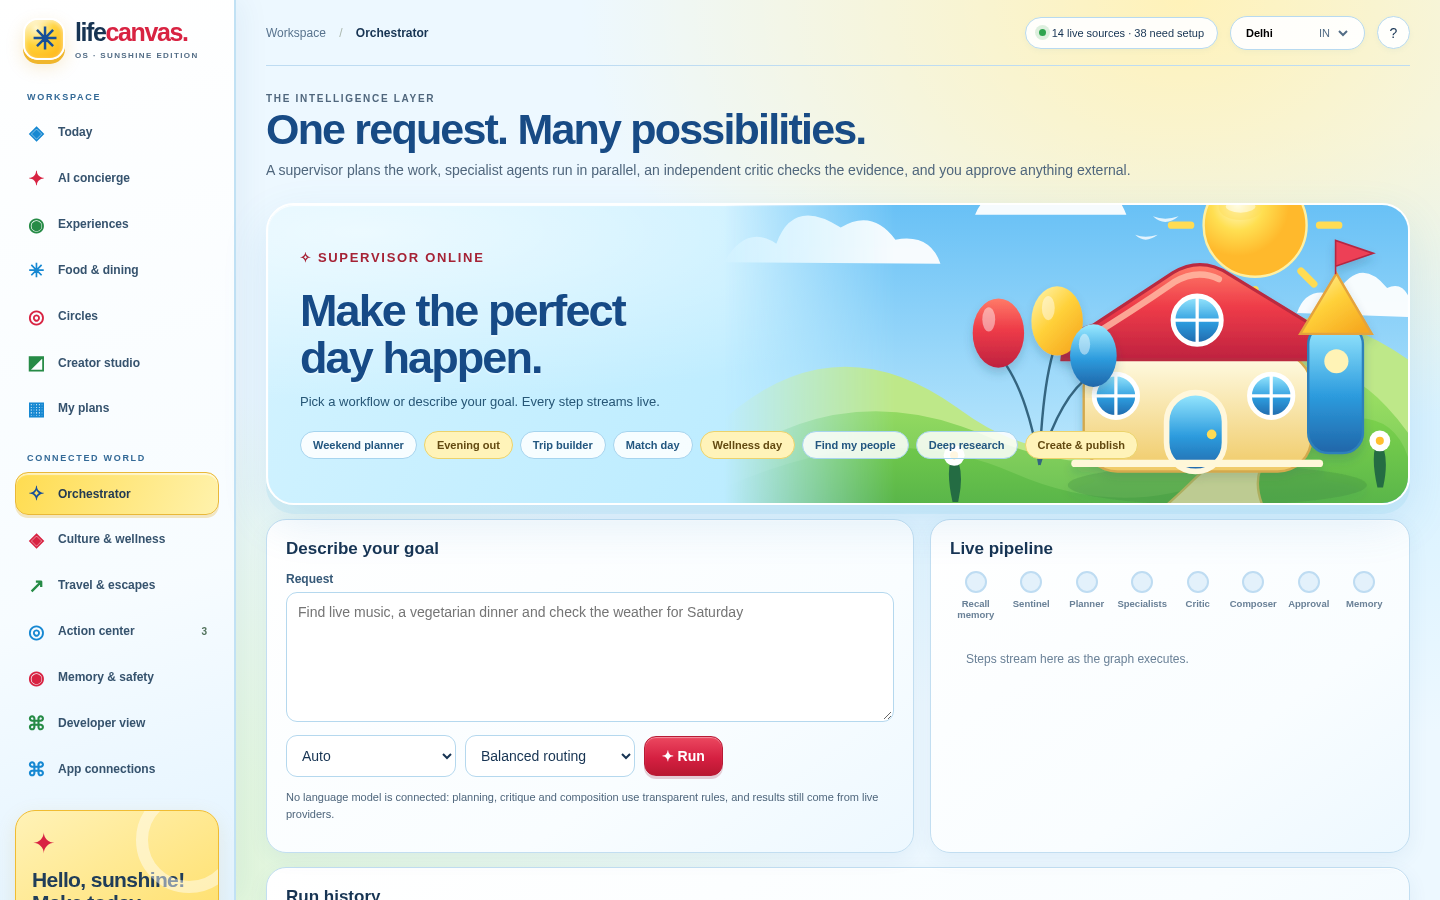 lifecanvas.
OS · SUNSHINE EDITION
WORKSPACE
Today
AI concierge
Experiences
Food & dining
Circles
Creator studio
My plans
CONNECTED WORLD
Orchestrator
Culture & wellness
Travel & escapes
Action center 3
Memory & safety
Developer view
App connections
Hello, sunshine!
Workspace / Orchestrator
14 live sources · 38 need setup
Delhi IN
?
THE INTELLIGENCE LAYER
One request. Many possibilities.
A supervisor plans the work, specialist agents run in parallel, an independent critic checks the evidence, and you approve anything external.
✧ SUPERVISOR ONLINE
Make the perfect
day happen.
Pick a workflow or describe your goal. Every step streams live.
Weekend planner Evening out Trip builder Match day Wellness day Find my people Deep research Create & publish
Describe your goal
Request
Find live music, a vegetarian dinner and check the weather for Saturday
Auto Balanced routing ✦ Run
No language model is connected: planning, critique and composition use transparent rules, and results still come from live
providers.
Live pipeline
Recall memory Sentinel Planner Specialists Critic Composer Approval Memory
Steps stream here as the graph executes.
Run history